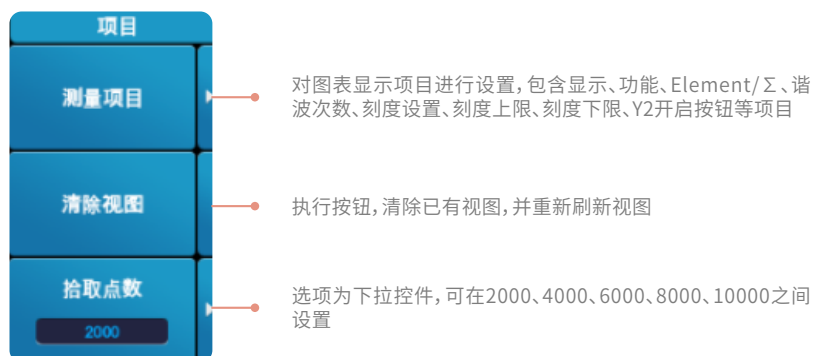 项目
测量项目
对图表显示项目进行设置，包含显示、功能、Element/Σ、谐
波次数、刻度设置、刻度上限、刻度下限、Y2开启按钮等项目
清除视图
执行按钮，清除已有视图，并重新刷新视图
拾取点数
2000
选项为下拉控件，可在2000、4000、6000、8000、10000之间
设置